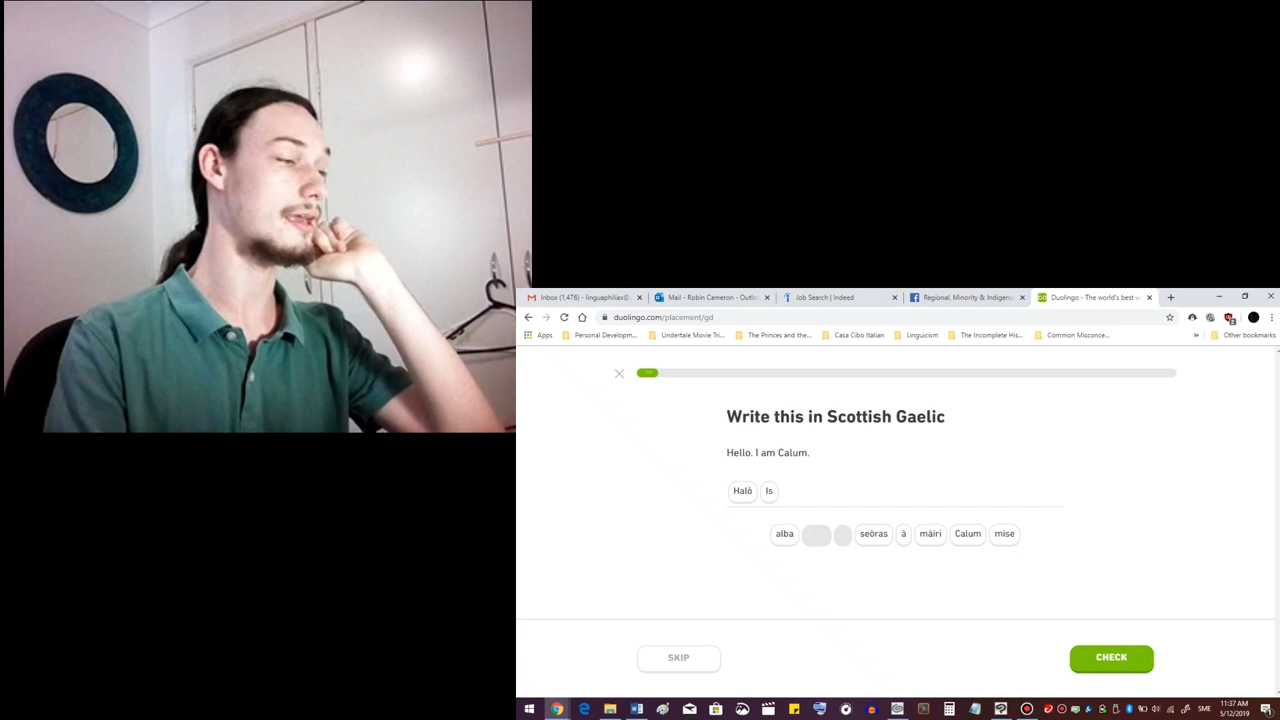 Inbox (1,476) - linguaphiliax@
Mail - Robin Cameron - Outlo
Job Search | Indeed
Regional, Minority & Indigen
Duolingo - The world's best w
duolingo.com/placement/gd
Apps
Personal Developm...
Undertale Movie Tri...
The Princes and the...
Casa Cibo Italian
Linguicism
The Incomplete His...
Common Misconce...
»
Other bookmarks
Write this in Scottish Gaelic
Hello. I am Calum.
Halò Is
alba seòras à màiri Calum mise
SKIP
CHECK
SME
11:37 AM
5/12/2019